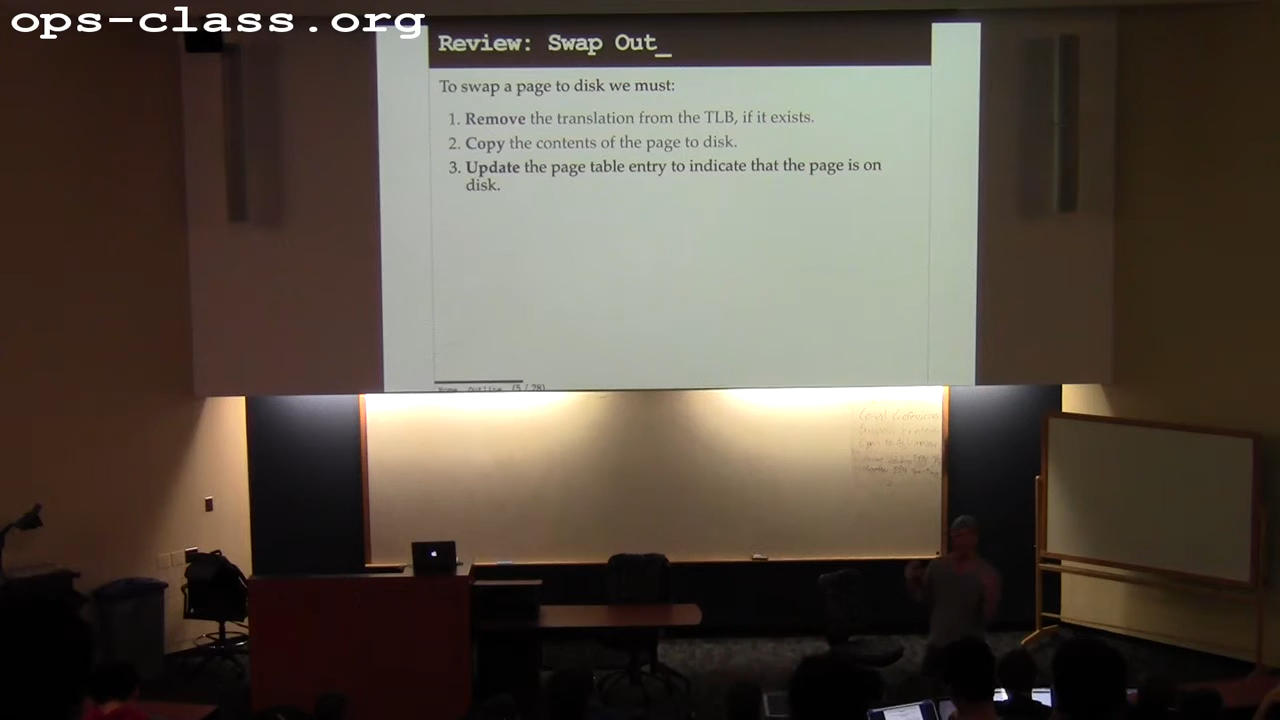 ops-class.org
Review: Swap Out_
To swap a page to disk we must:
1. Remove the translation from the TLB, if it exists.
2. Copy the contents of the page to disk.
3. Update the page table entry to indicate that the page is on
disk.
(5 / 28)